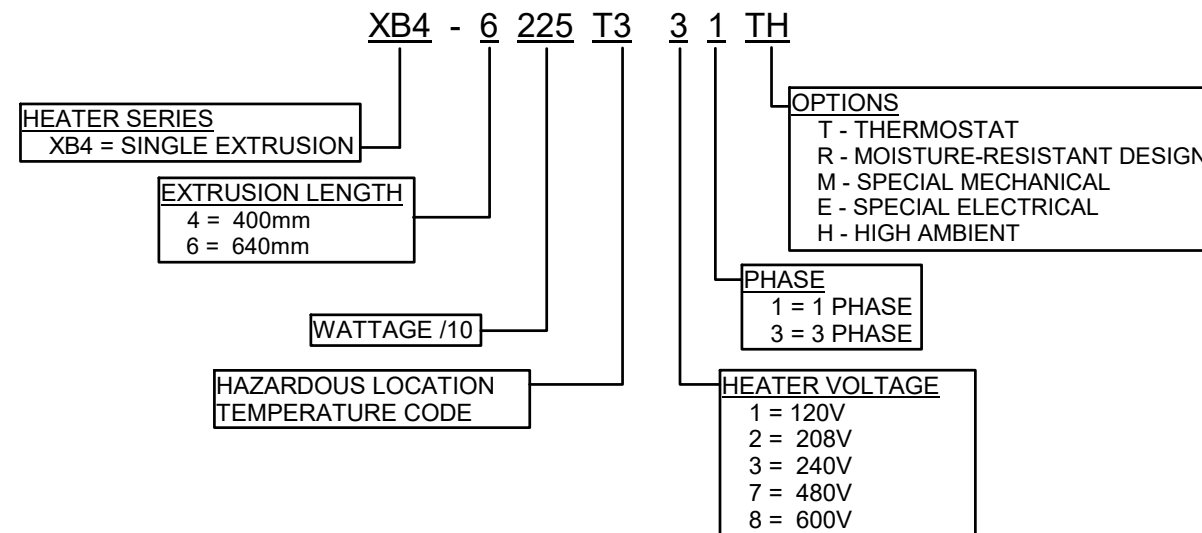 XB4 - 6 225 T3 3 1 TH
HEATER SERIES
XB4 = SINGLE EXTRUSION
EXTRUSION LENGTH
4 = 400mm
6 = 640mm
WATTAGE /10
HAZARDOUS LOCATION
TEMPERATURE CODE
OPTIONS
T - THERMOSTAT
R - MOISTURE-RESISTANT DESIGN
M - SPECIAL MECHANICAL
E - SPECIAL ELECTRICAL
H - HIGH AMBIENT
PHASE
1 = 1 PHASE
3 = 3 PHASE
HEATER VOLTAGE
1 = 120V
2 = 208V
3 = 240V
7 = 480V
8 = 600V